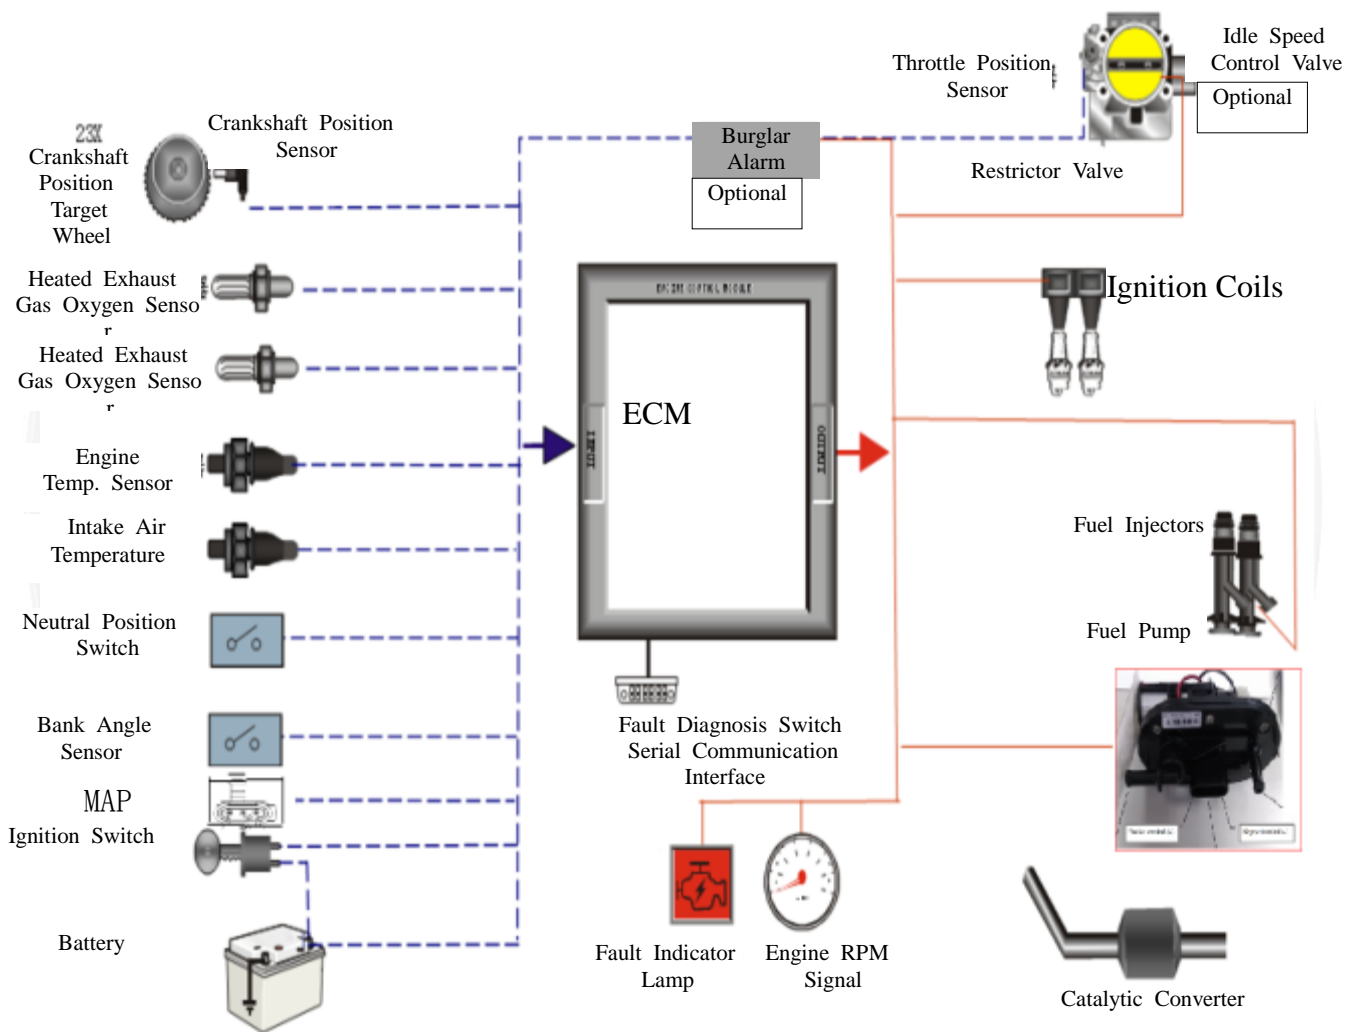 Idle Speed
Control Valve
Optional
Throttle Position
Sensor
Restrictor Valve
Burglar
Alarm
Optional
Crankshaft Position
Sensor
23X
Crankshaft
Position
Target
Wheel
Heated Exhaust
Gas Oxygen Senso
r
Heated Exhaust
Gas Oxygen Senso
r
Engine
Temp. Sensor
Intake Air
Temperature
Neutral Position
Switch
Bank Angle
Sensor
MAP
Ignition Switch
Battery
ENGINE CONTROL MODULE
INPUT
ECM
OUTPUT
Fault Diagnosis Switch
Serial Communication
Interface
Ignition Coils
Fuel Injectors
Fuel Pump
Fault Indicator
Lamp
Engine RPM
Signal
Catalytic Converter